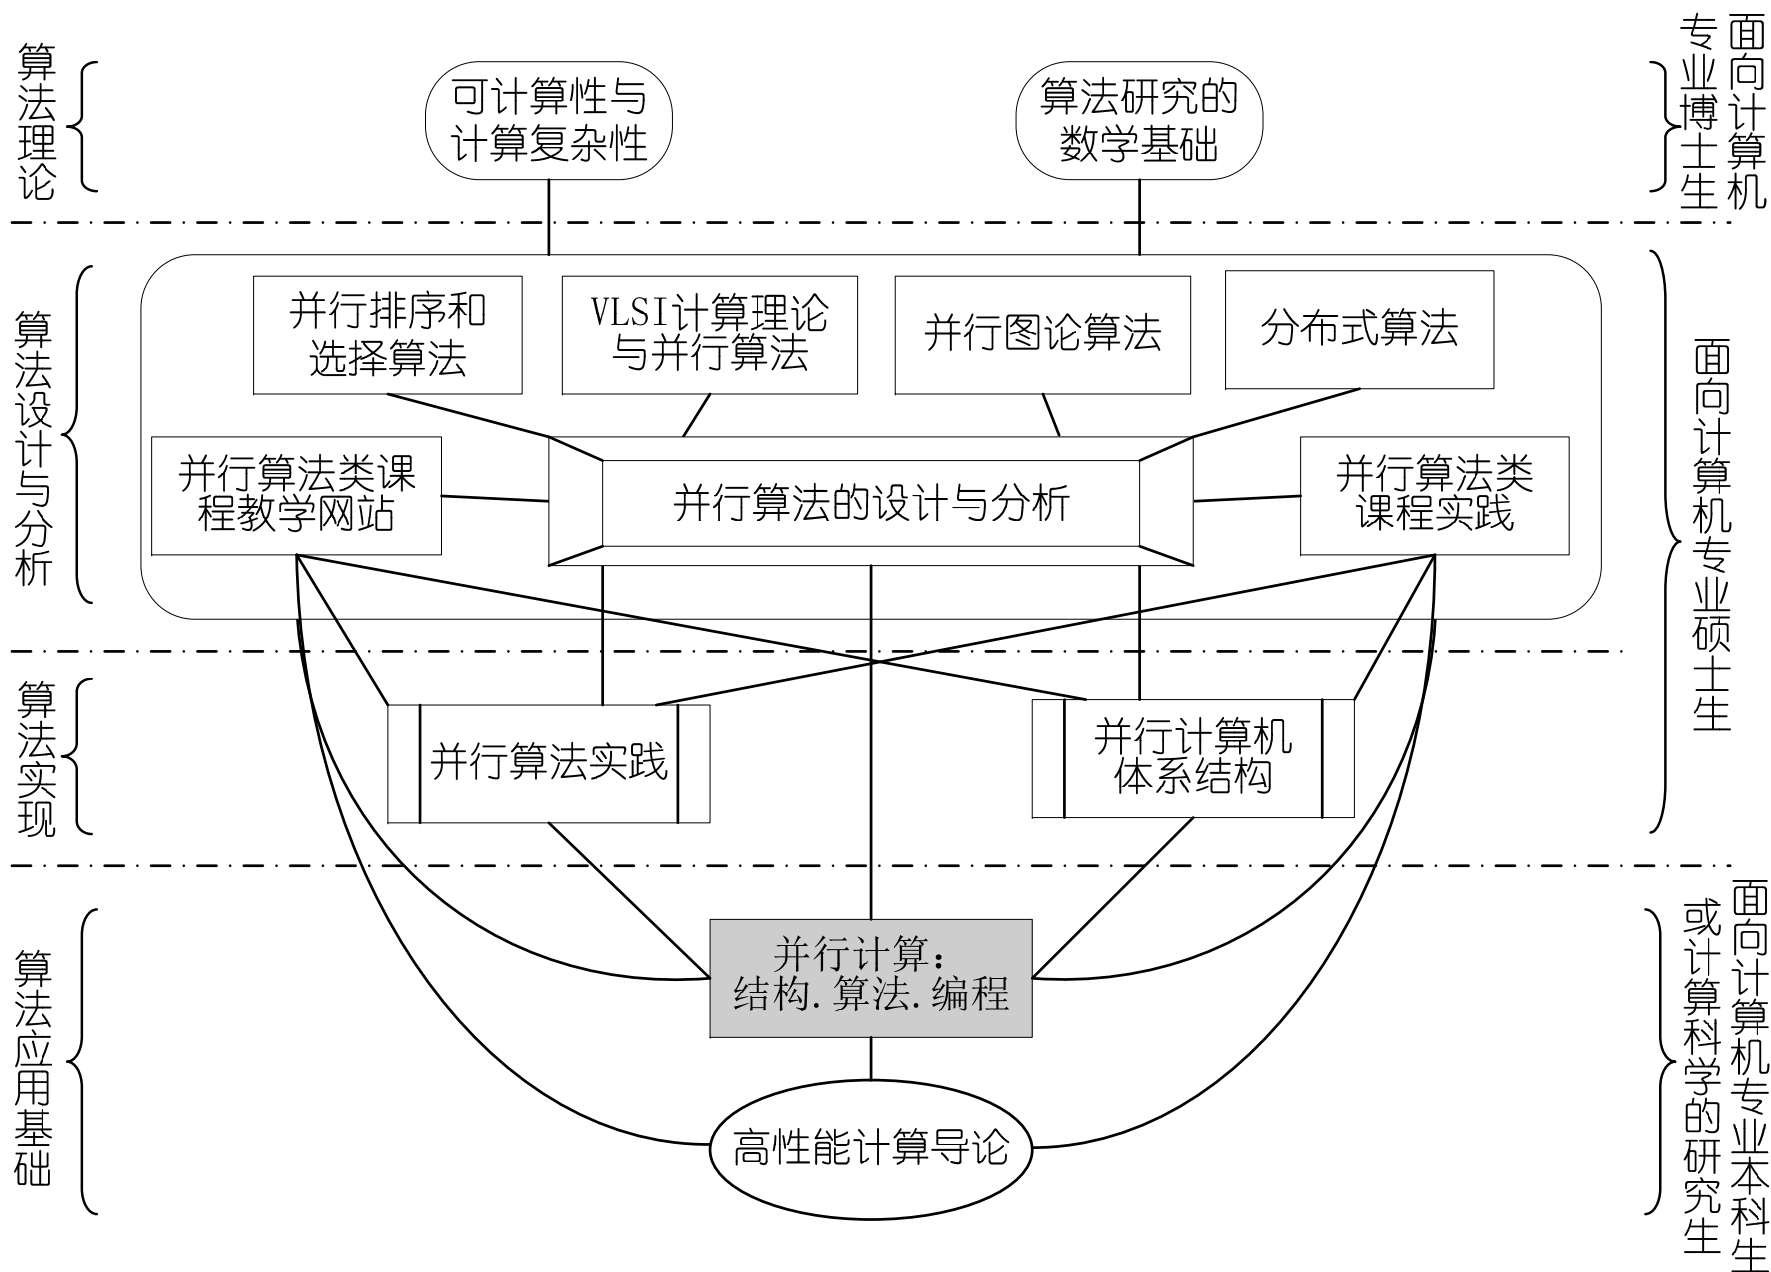 算法理论
可计算性与
计算复杂性
算法研究的
数学基础
面向计算机
专业博士生
算法设计与分析
并行排序和
选择算法
VLSI计算理论
与并行算法
并行图论算法
分布式算法
并行算法类课
程教学网站
并行算法的设计与分析
并行算法类
课程实践
面向计算机专业硕士生
算法实现
并行算法实践
并行计算机
体系结构
算法应用基础
并行计算：
结构.算法.编程
高性能计算导论
面向计算机专业本科生
或计算科学的研究生